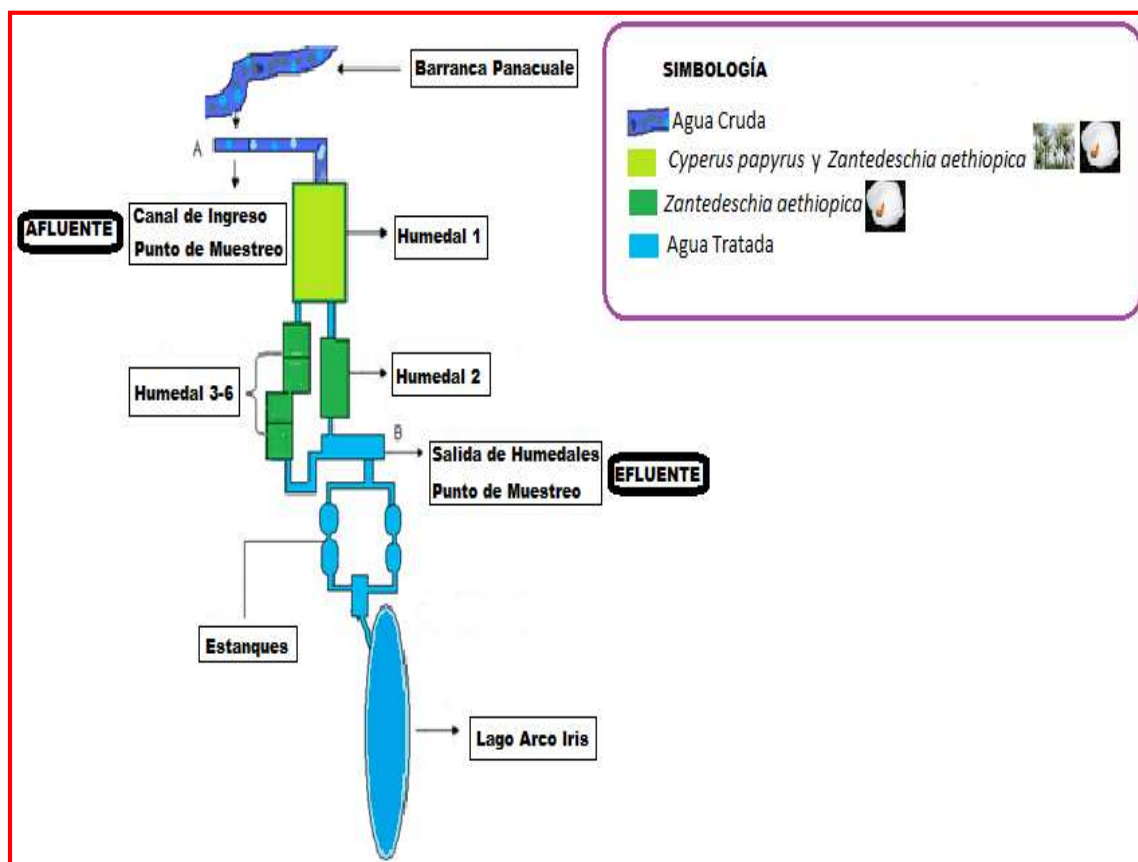 Barranca Panacuale
SIMBOLOGÍA
Agua Cruda
Cyperus papyrus y Zantedeschia aethiopica
Zantedeschia aethiopica
Agua Tratada
A
AFLUENTE
Canal de Ingreso
Punto de Muestreo
Humedal 1
Humedal 3-6
Humedal 2
B
Salida de Humedales
Punto de Muestreo
EFLUENTE
Estanques
Lago Arco Iris